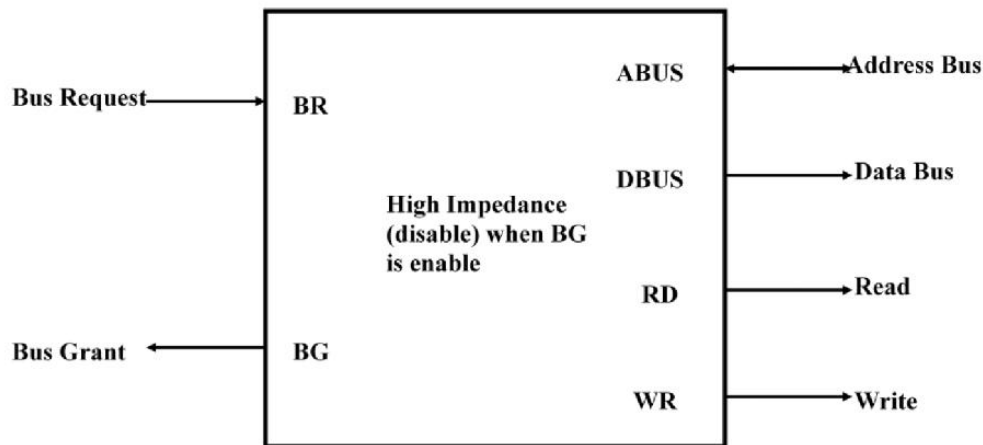 Bus Request
BR
ABUS
Address Bus
DBUS
Data Bus
High Impedance
(disable) when BG
is enable
RD
Read
Bus Grant
BG
WR
Write